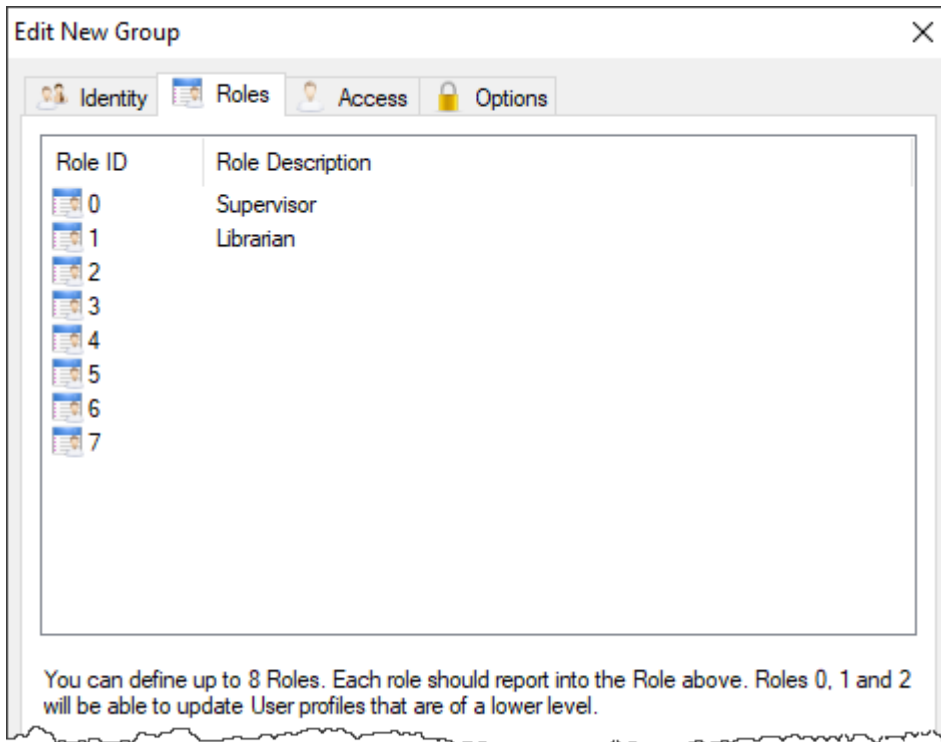 Edit New Group
Identity Roles Access Options
Role ID Role Description
0 Supervisor
1 Librarian
2
3
4
5
6
7
You can define up to 8 Roles. Each role should report into the Role above. Roles 0, 1 and 2
will be able to update User profiles that are of a lower level.